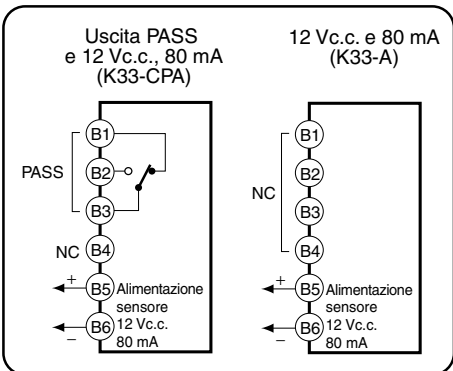 Uscita PASS
e 12 Vc.c., 80 mA
(K33-CPA)
B1
B2
PASS
B3
NC
B4
+
B5
Alimentazione
sensore
B6
12 Vc.c.
–
80 mA
12 Vc.c. e 80 mA
(K33-A)
B1
B2
NC
B3
B4
+
B5
Alimentazione
sensore
B6
12 Vc.c.
–
80 mA